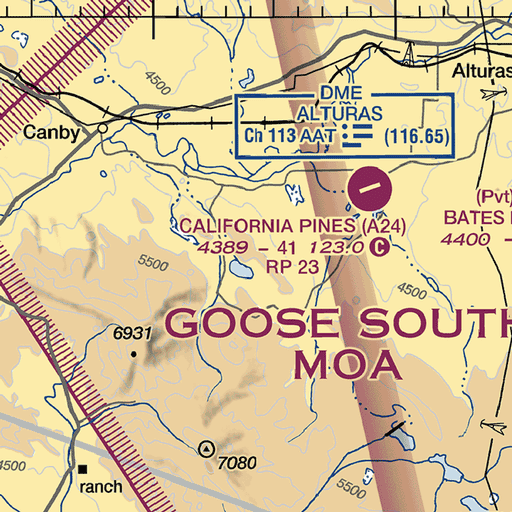 4500
Alturas
DME
ALTURAS
Ch 113 AAT (116.65)
Canby
(Pvt)
CALIFORNIA PINES (A24)
4389 – 41 123.0 C
RP 23
BATES
4400 –
5500
4500
GOOSE SOUTH
MOA
6931
7080
4500
ranch
5500